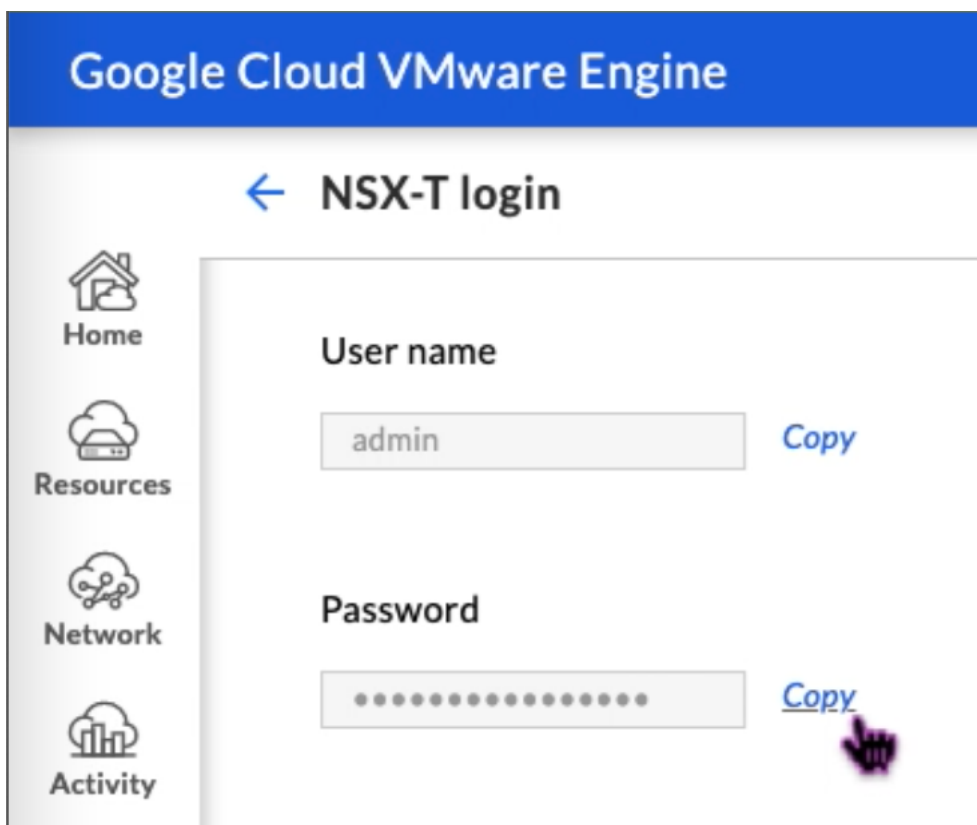 Google Cloud VMware Engine
NSX-T login
Home
User name
admin
Copy
Resources
Network
Password
••••••••••••••••
Copy
Activity